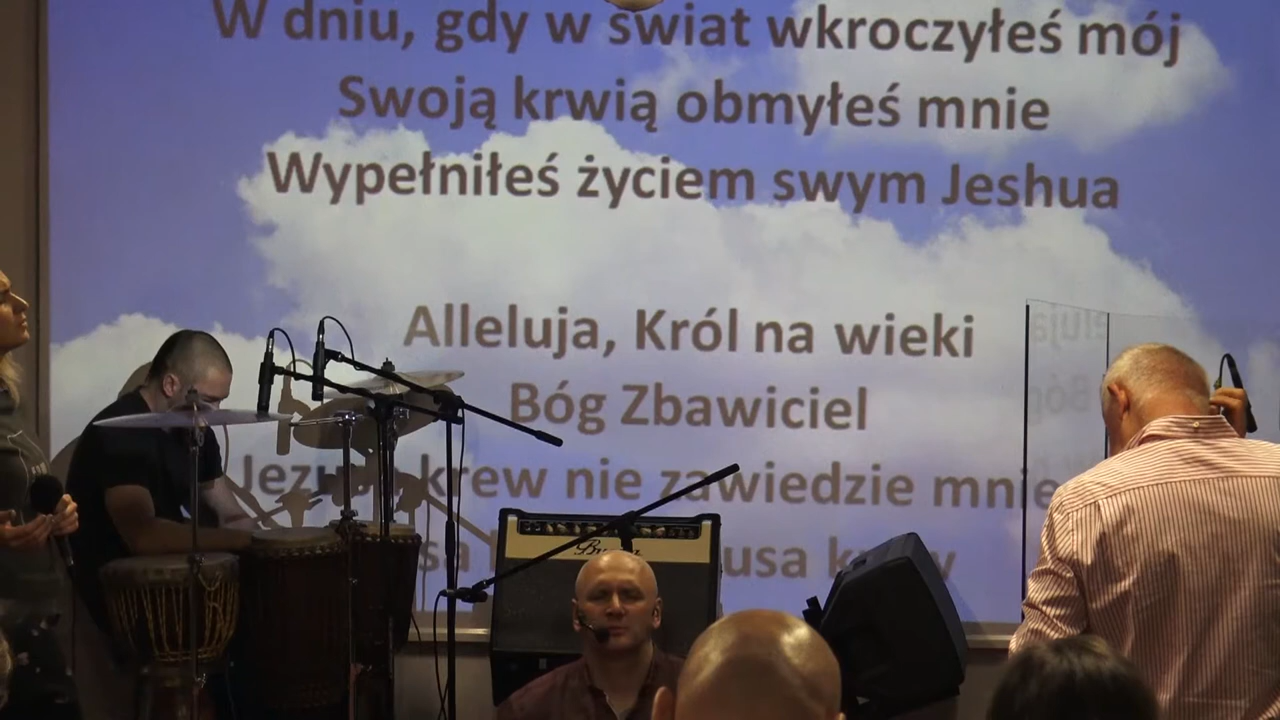 W dniu, gdy w świat wkroczyłeś mój
Swoją krwią obmyłeś mnie
Wypełniłeś życiem swym Jeshua
Alleluja, Król na wieki
Bóg Zbawiciel
krew nie zawiedzie mnie